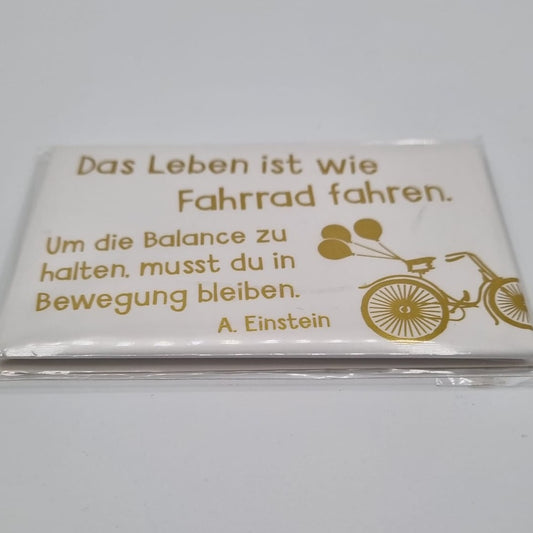 Das Leben ist wie
Fahrrad fahren.
Um die Balance zu
halten, musst du in
Bewegung bleiben.
A. Einstein